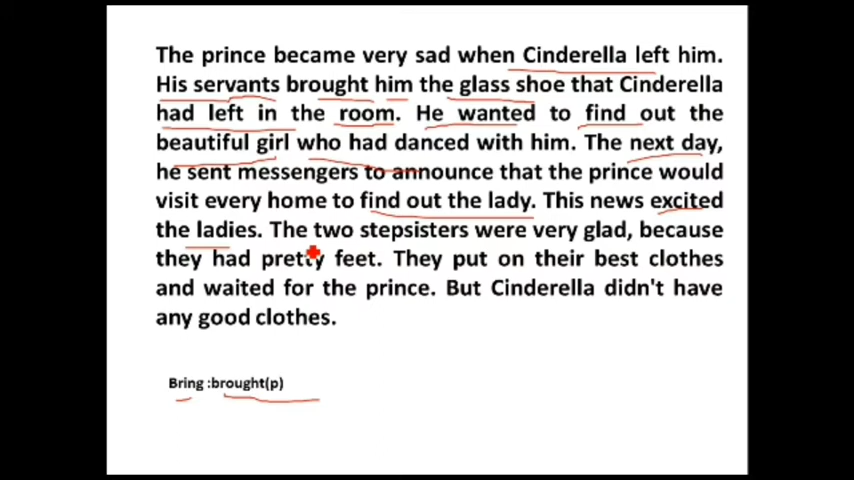 The prince became very sad when Cinderella left him.
His servants brought him the glass shoe that Cinderella
had left in the room. He wanted to find out the
beautiful girl who had danced with him. The next day,
he sent messengers to announce that the prince would
visit every home to find out the lady. This news excited
the ladies. The two stepsisters were very glad, because
they had pretty feet. They put on their best clothes
and waited for the prince. But Cinderella didn't have
any good clothes.
Bring :brought(p)